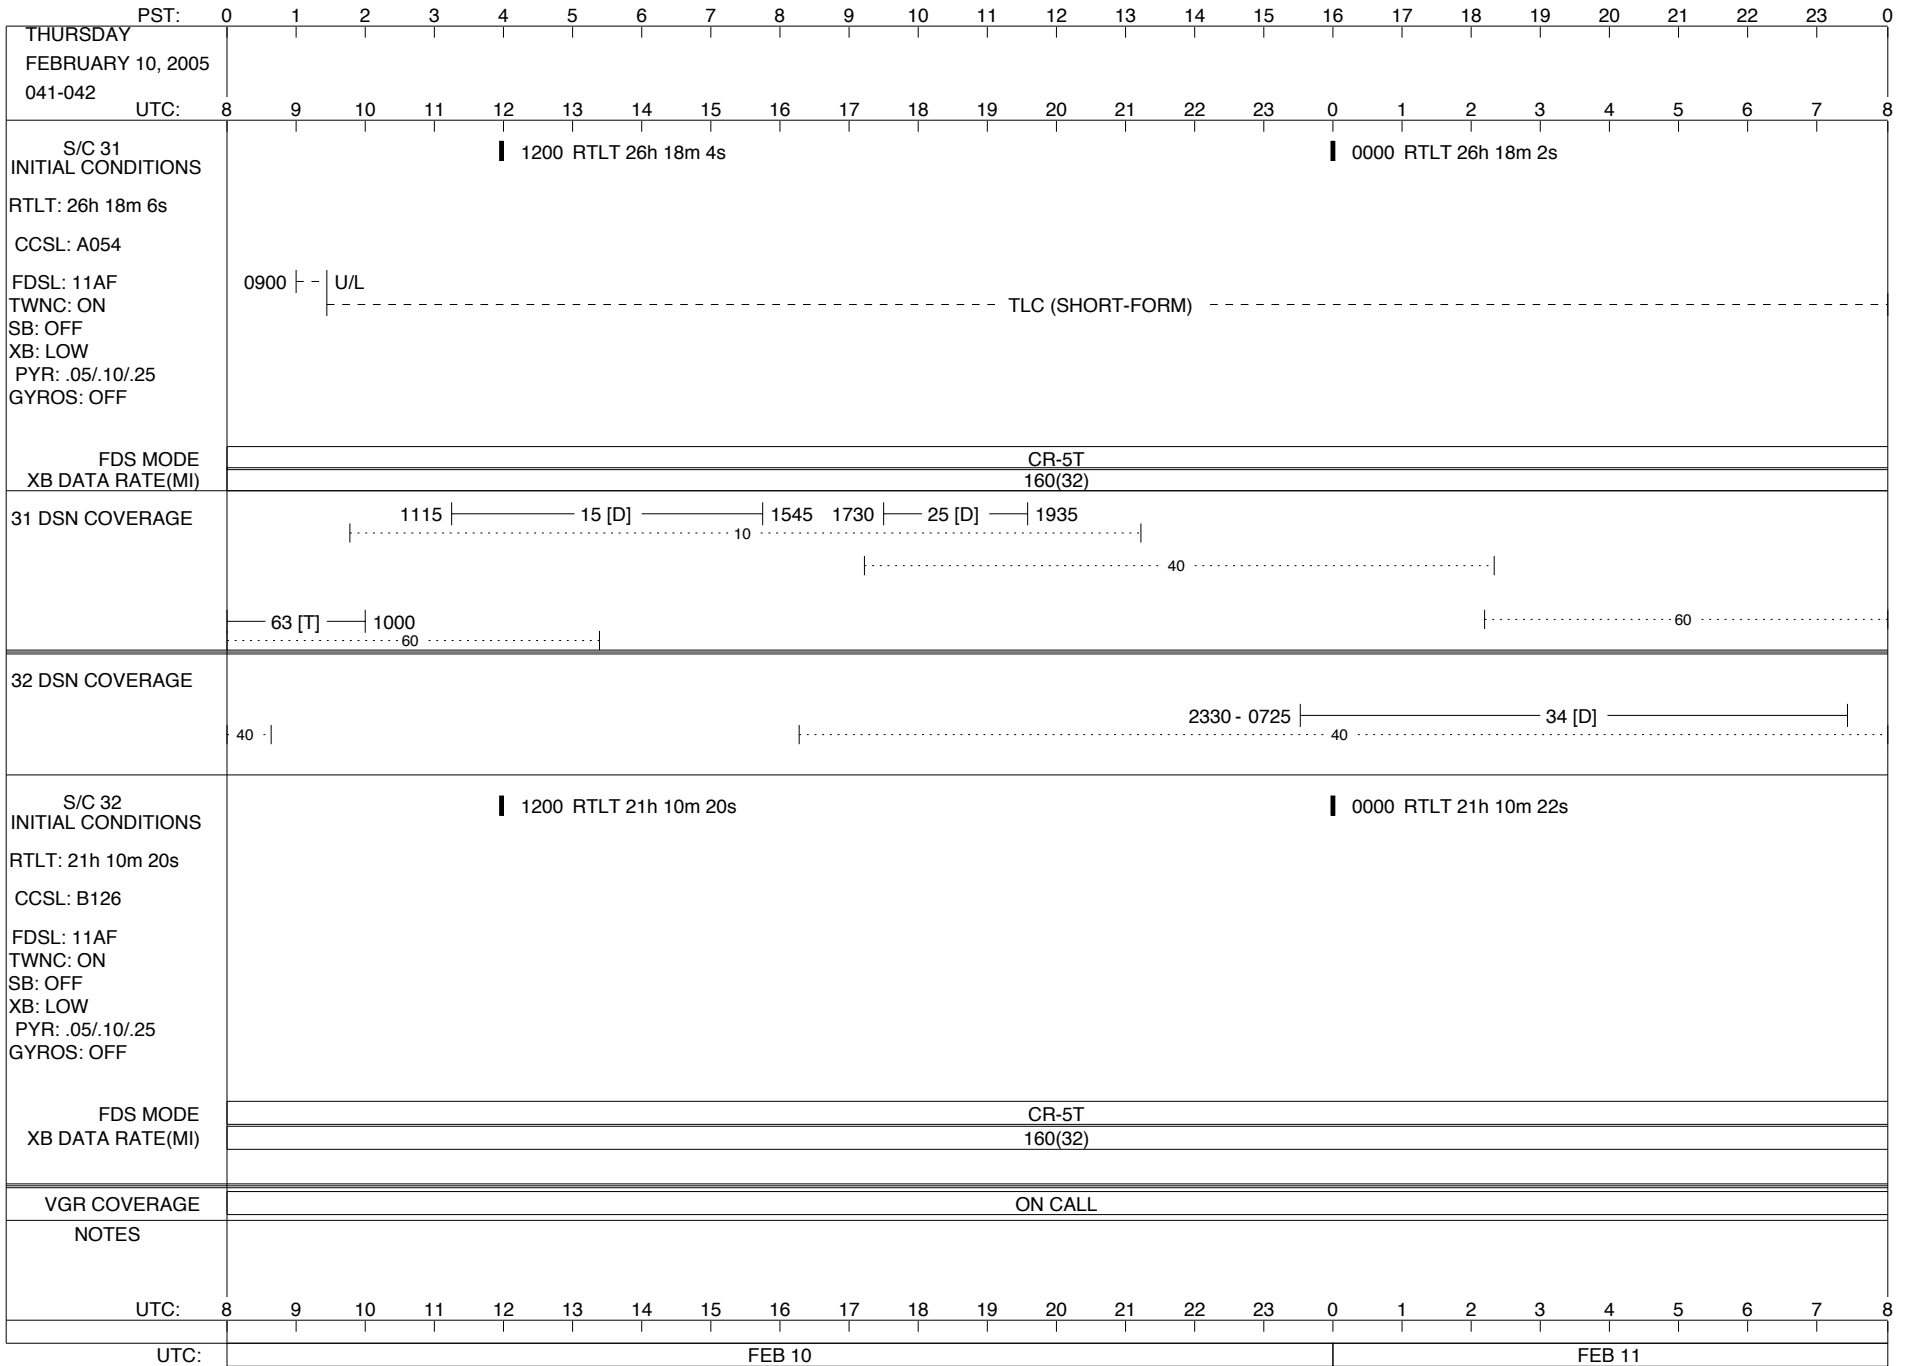 PST: 0 1 2 3 4 5 6 7 8 9 10 11 12 13 14 15 16 17 18 19 20 21 22 23 0
THURSDAY
FEBRUARY 10, 2005
041-042
UTC: 8 9 10 11 12 13 14 15 16 17 18 19 20 21 22 23 0 1 2 3 4 5 6 7 8
S/C 31
INITIAL CONDITIONS
1200 RTLT 26h 18m 4s
0000 RTLT 26h 18m 2s
RTLT: 26h 18m 6s
CCSL: A054
FDSL: 11AF
0900 U/L
TWNC: ON
TLC (SHORT-FORM)
SB: OFF
XB: LOW
PYR: .05/.10/.25
GYROS: OFF
FDS MODE CR-5T
XB DATA RATE(MI) 160(32)
31 DSN COVERAGE
1115 15 [D] 1545 1730 25 [D] 1935
10
40
63 [T] 1000
60
60
32 DSN COVERAGE
2330 - 0725 34 [D]
40
40
S/C 32
INITIAL CONDITIONS
1200 RTLT 21h 10m 20s
0000 RTLT 21h 10m 22s
RTLT: 21h 10m 20s
CCSL: B126
FDSL: 11AF
TWNC: ON
SB: OFF
XB: LOW
PYR: .05/.10/.25
GYROS: OFF
FDS MODE CR-5T
XB DATA RATE(MI) 160(32)
VGR COVERAGE ON CALL
NOTES
UTC: 8 9 10 11 12 13 14 15 16 17 18 19 20 21 22 23 0 1 2 3 4 5 6 7 8
UTC: FEB 10 FEB 11